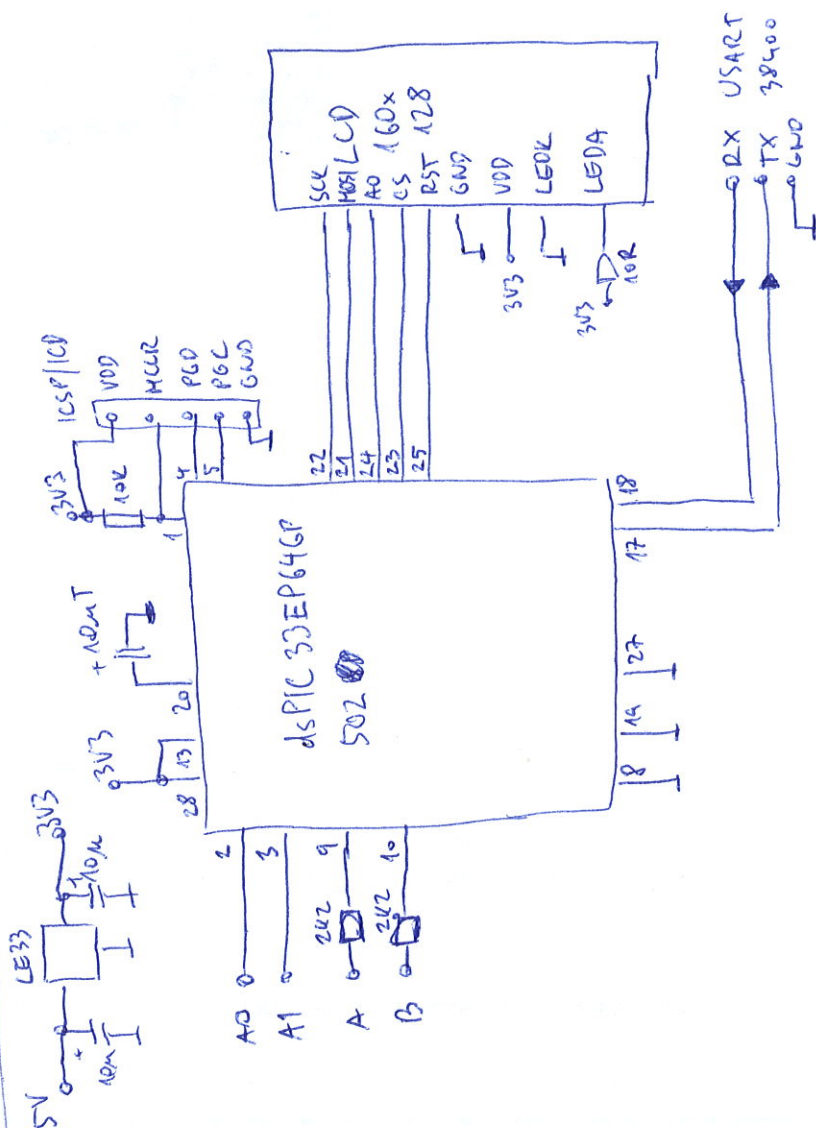 5V
+
10µ
LE33
+
10µ
3V3
3V3
28
13
20
+ 10µT
3V3
10k
1
ICSP/ICD
VDD
MCLR
PGD
PGC
GND
4
5
dsPIC 33EP64GP
502
A0
2
A1
3
A
2k2
9
B
2k2
10
22
21
24
23
25
SCK
MOSI
A0
CS
RST
GND
VDD
LEDK
LEDA
LCD
160x
128
3V3
3V3
10R
8
19
27
17
18
RX USART
TX 38400
GND